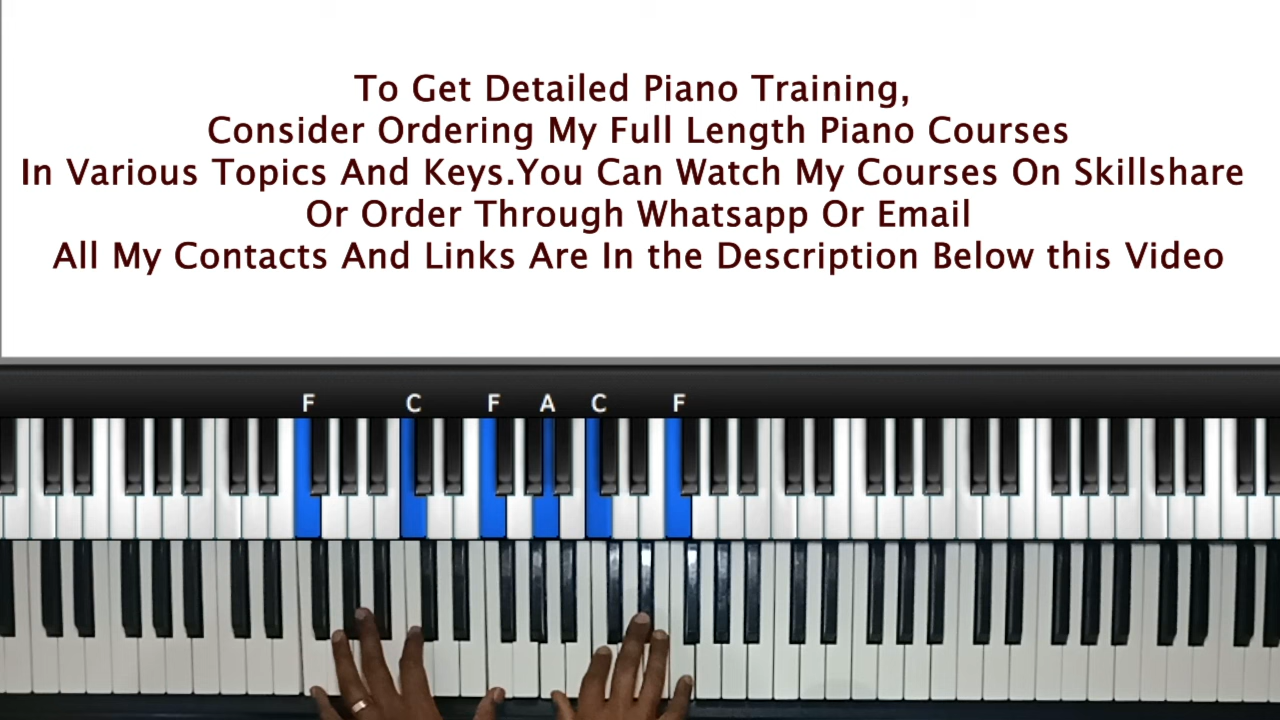 To Get Detailed Piano Training,
Consider Ordering My Full Length Piano Courses
In Various Topics And Keys.You Can Watch My Courses On Skillshare
Or Order Through Whatsapp Or Email
All My Contacts And Links Are In the Description Below this Video
F C F A C F